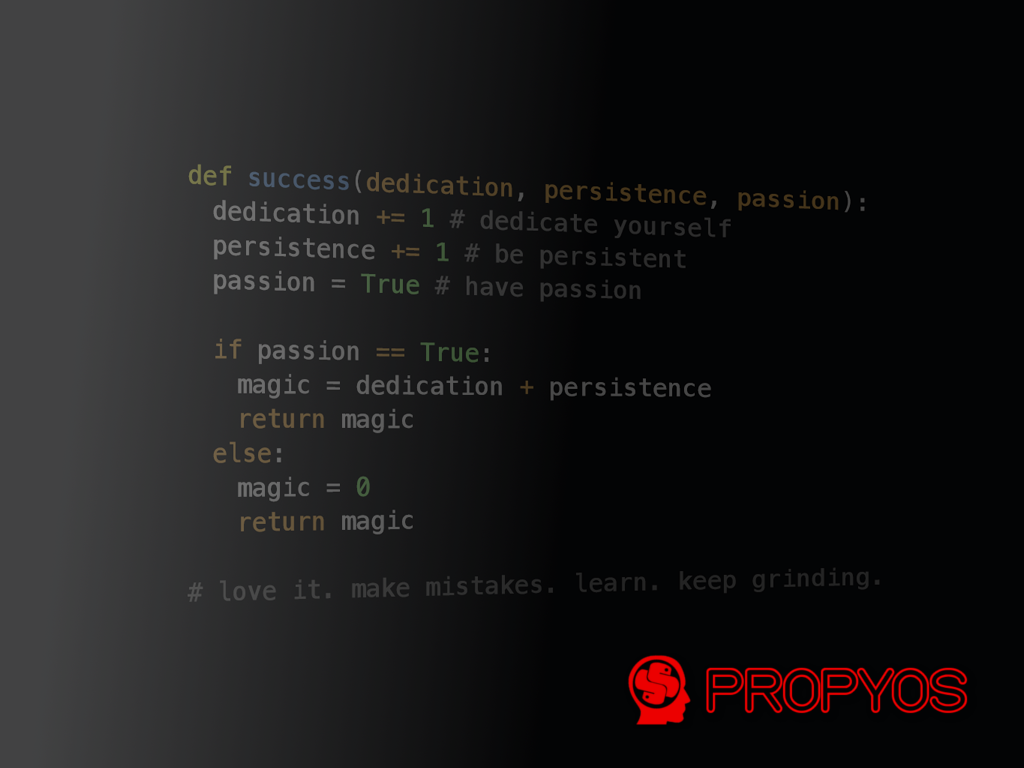 def success(dedication, persistence, passion):
  dedication += 1 # dedicate yourself
  persistence += 1 # be persistent
  passion = True # have passion

  if passion == True:
    magic = dedication + persistence
    return magic
  else:
    magic = 0
    return magic

# love it. make mistakes. learn. keep grinding.
PROPYOS